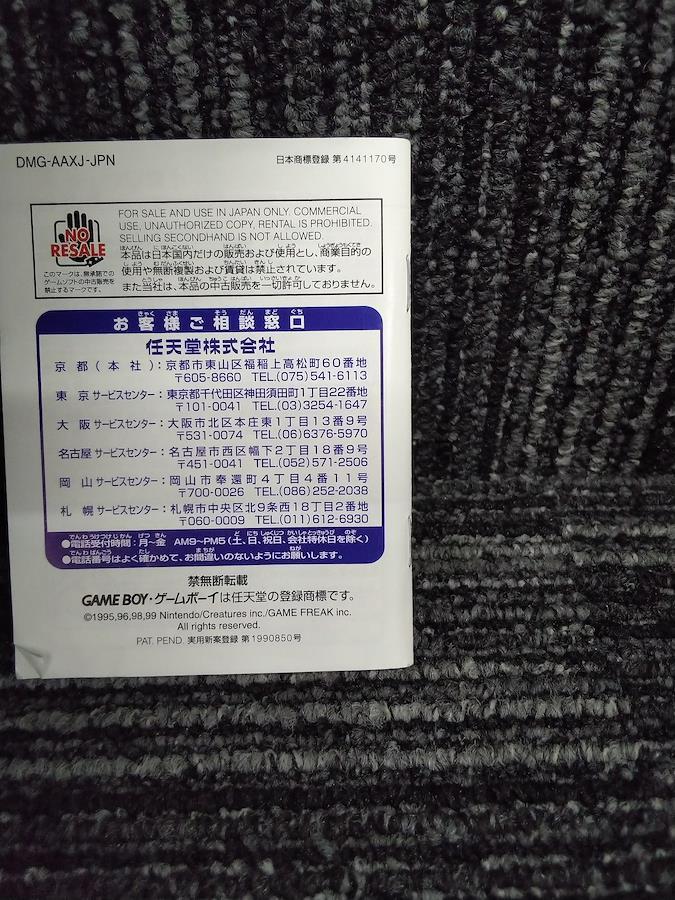 DMG-AAXJ-JPN
日本商標登録 第4141170号
NO
RESALE
このマークは、無承諾での
ゲームソフトの中古販売を
禁止するマークです。
FOR SALE AND USE IN JAPAN ONLY. COMMERCIAL
USE, UNAUTHORIZED COPY, RENTAL IS PROHIBITED.
SELLING SECONDHAND IS NOT ALLOWED.
本品は日本国内だけの販売および使用とし、商業目的の
使用や無断複製および賃貸は禁止されています。
また当社は、本品の中古販売を一切許可しておりません。
お客様ご相談窓口
任天堂株式会社
京都(本社):京都市東山区福稲上高松町60番地
〒605-8660 TEL.(075)541-6113
東京サービスセンター:東京都千代田区神田須田町1丁目22番地
〒101-0041 TEL.(03)3254-1647
大阪サービスセンター:大阪市北区本庄東1丁目13番9号
〒531-0074 TEL.(06)6376-5970
名古屋サービスセンター:名古屋市西区幅下2丁目18番9号
〒451-0041 TEL.(052)571-2506
岡山サービスセンター:岡山市奉還町4丁目4番11号
〒700-0026 TEL.(086)252-2038
札幌サービスセンター:札幌市中央区北9条西18丁目2番地
〒060-0009 TEL.(011)612-6930
●電話受付時間:月~金 AM9~PM5(土、日、祝日、会社特休日を除く)
●電話番号はよく確かめて、お間違いのないようにお願いします。
禁無断転載
GAME BOY・ゲームボーイは任天堂の登録商標です。
©1995,96,98,99 Nintendo/Creatures inc./GAME FREAK inc.
All rights reserved.
PAT. PEND. 実用新案登録 第1990850号